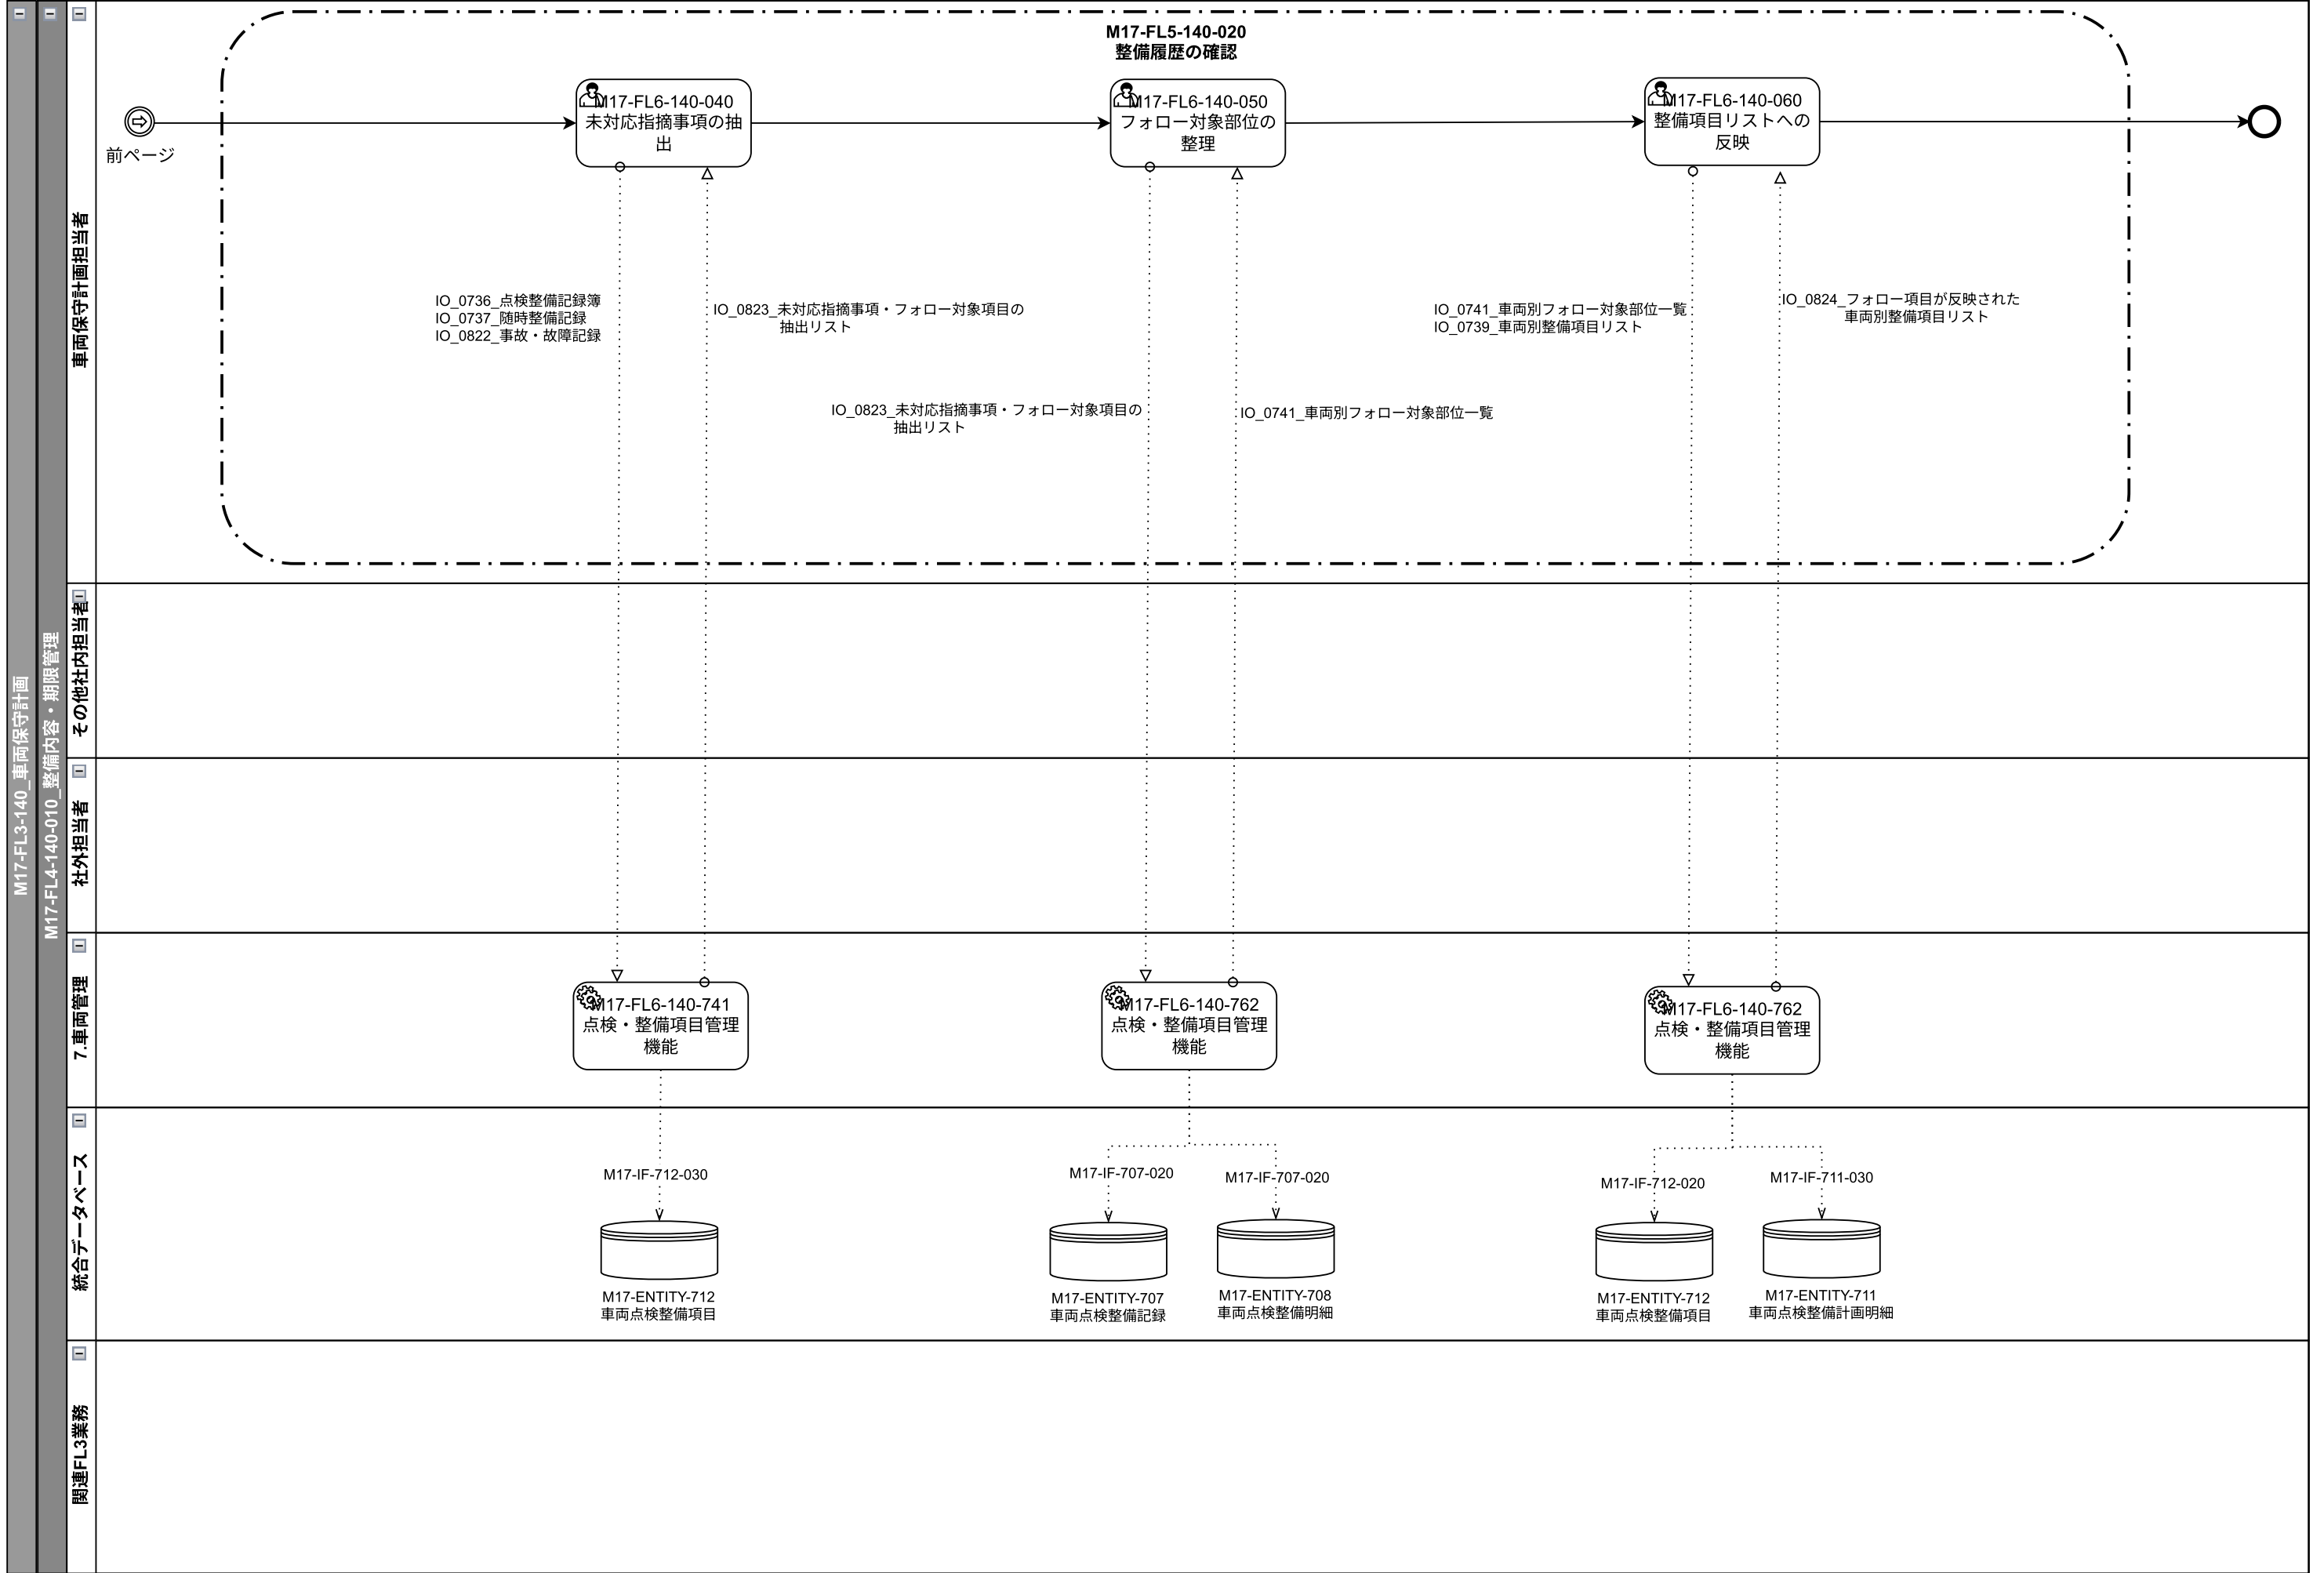 M17-FL3-140_車両保守計画
M17-FL4-140-010_整備内容・期限管理
車両保守計画担当者
M17-FL5-140-020
整備履歴の確認
前ページ
M17-FL6-140-040
未対応指摘事項の抽
出
M17-FL6-140-050
フォロー対象部位の
整理
M17-FL6-140-060
整備項目リストへの
反映
IO_0736_点検整備記録簿
IO_0737_随時整備記録
IO_0822_事故・故障記録
IO_0823_未対応指摘事項・フォロー対象項目の
抽出リスト
IO_0823_未対応指摘事項・フォロー対象項目の
抽出リスト
IO_0741_車両別フォロー対象部位一覧
IO_0741_車両別フォロー対象部位一覧
IO_0739_車両別整備項目リスト
IO_0824_フォロー項目が反映された
車両別整備項目リスト
その他社内担当者
社外担当者
7.車両管理
M17-FL6-140-741
点検・整備項目管理
機能
M17-FL6-140-762
点検・整備項目管理
機能
M17-FL6-140-762
点検・整備項目管理
機能
統合データベース
M17-IF-712-030
M17-IF-707-020
M17-IF-707-020
M17-IF-712-020
M17-IF-711-030
M17-ENTITY-712
車両点検整備項目
M17-ENTITY-707
車両点検整備記録
M17-ENTITY-708
車両点検整備明細
M17-ENTITY-712
車両点検整備項目
M17-ENTITY-711
車両点検整備計画明細
関連FL3業務